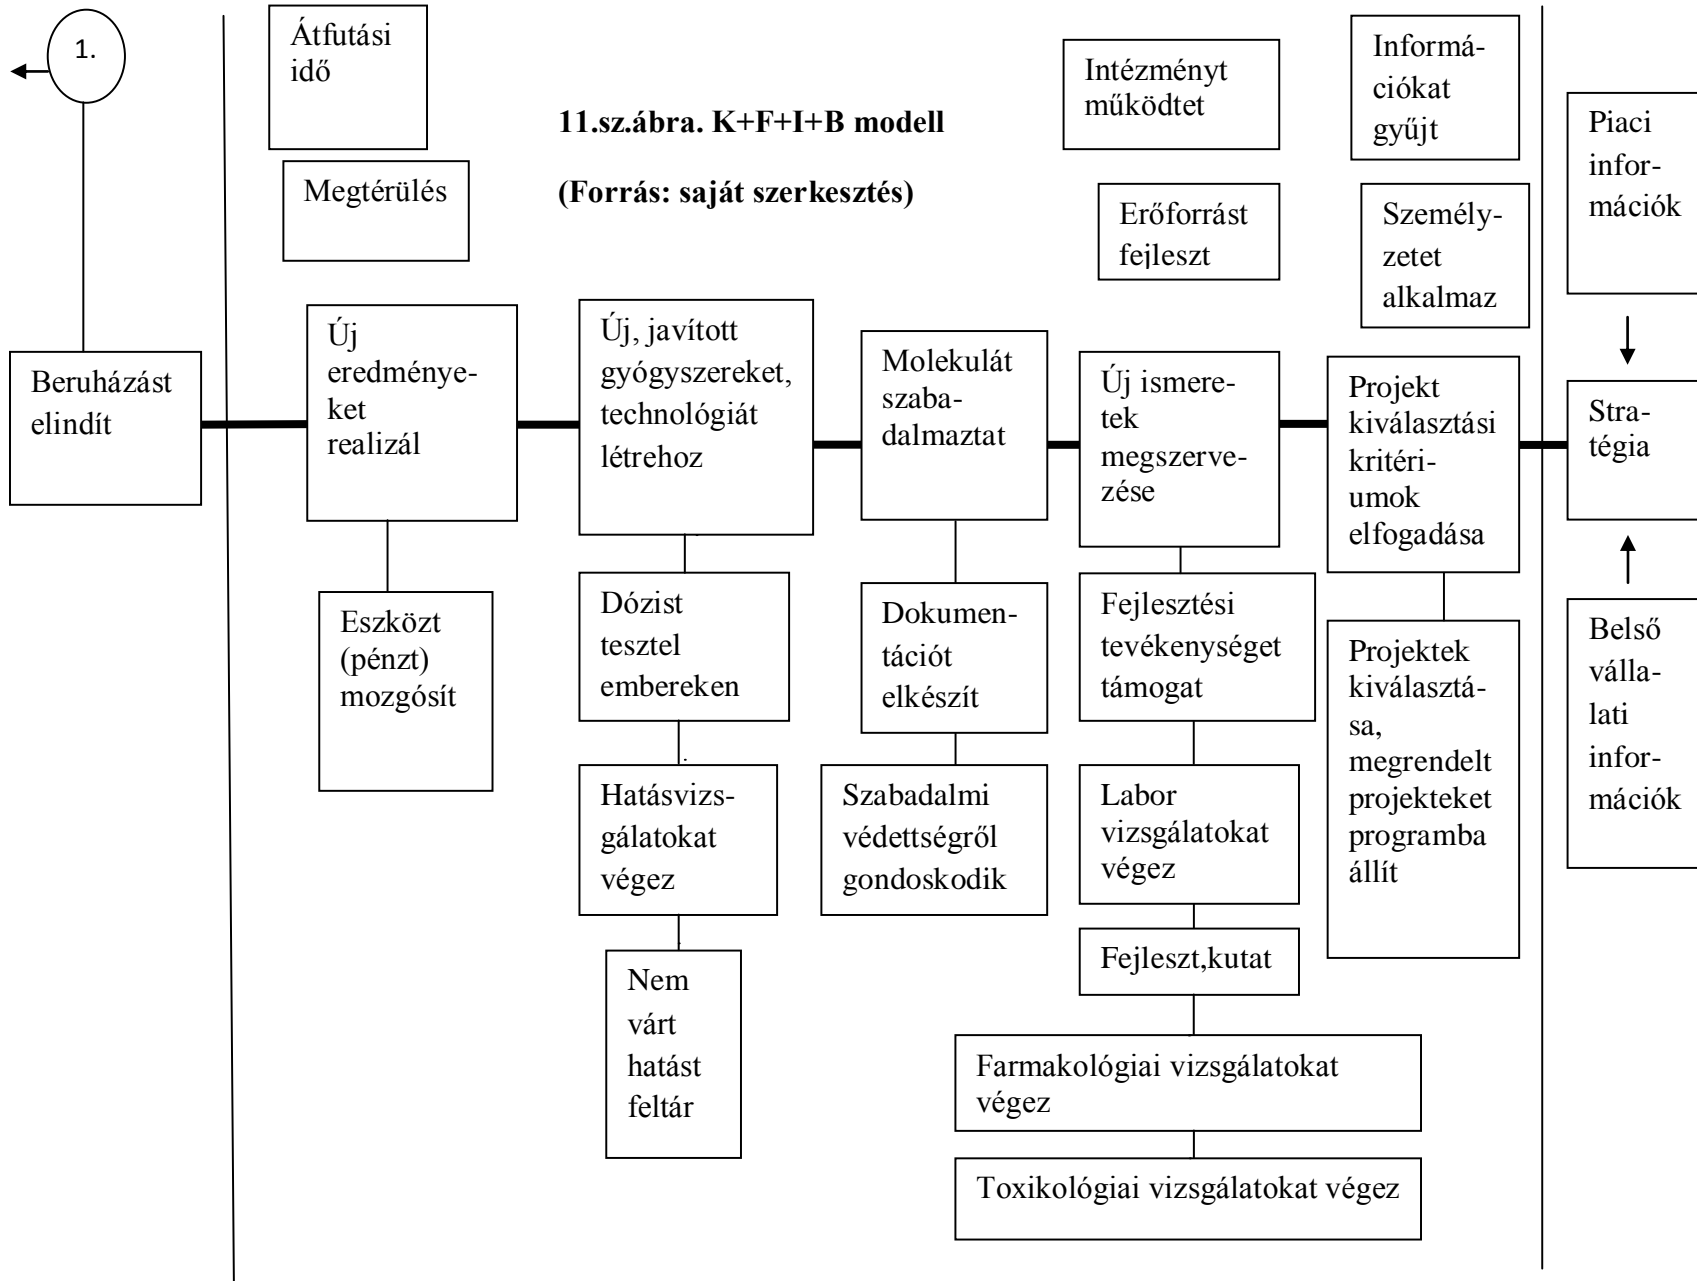 1.
Átfutási
idő
Megtérülés
11.sz.ábra. K+F+I+B modell
(Forrás: saját szerkesztés)
Intézményt
működtet
Informá-
ciókat
gyűjt
Erőforrást
fejleszt
Személy-
zetet
alkalmaz
Piaci
infor-
mációk
Beruházást
elindít
Új
eredménye-
ket
realizál
Új, javított
gyógyszereket,
technológiát
létrehoz
Molekulát
szaba-
dalmaztat
Új ismere-
tek
megszerve-
zése
Projekt
kiválasztási
kritéri-
umok
elfogadása
Stra-
tégia
Eszközt
(pénzt)
mozgósít
Dózist
tesztel
embereken
Dokumen-
tációt
elkészít
Fejlesztési
tevékenységet
támogat
Projektek
kiválasztá-
sa,
megrendelt
projekteket
programba
állít
Belső
válla-
lati
infor-
mációk
Hatásvizs-
gálatokat
végez
Szabadalmi
védettségről
gondoskodik
Labor
vizsgálatokat
végez
Nem
várt
hatást
feltár
Fejleszt,kutat
Farmakológiai vizsgálatokat
végez
Toxikológiai vizsgálatokat végez